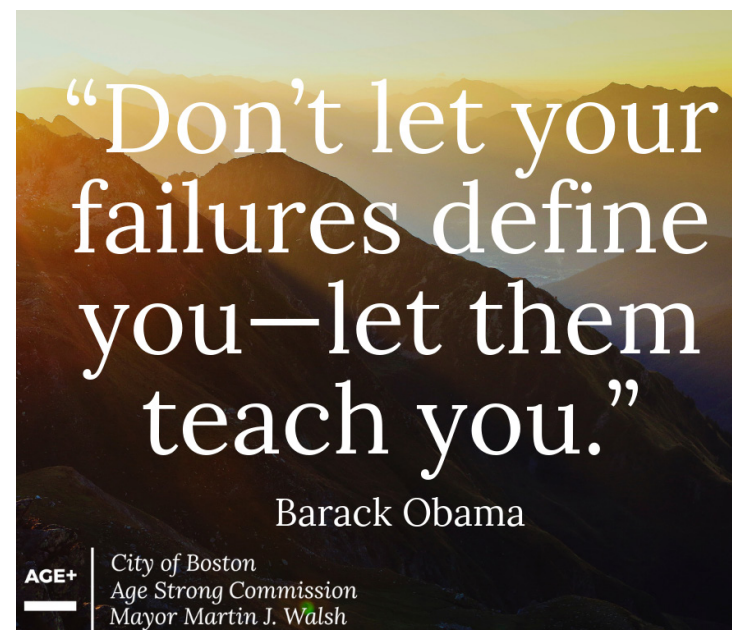 “Don’t let your
failures define
you—let them
teach you.”
Barack Obama
AGE+
City of Boston
Age Strong Commission
Mayor Martin J. Walsh